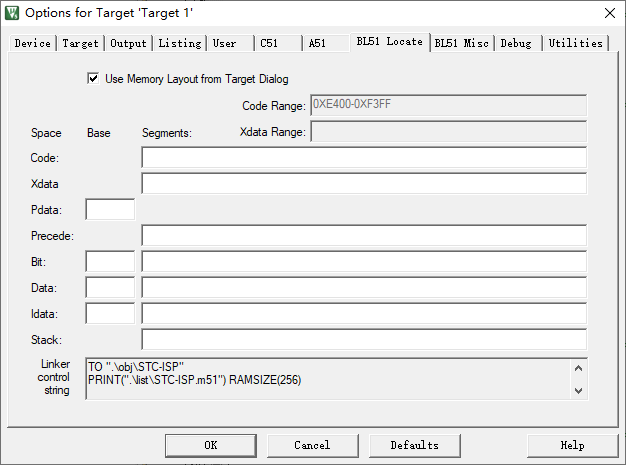 Options for Target 'Target 1'
Device Target Output Listing User C51 A51 BL51 Locate BL51 Misc Debug Utilities
Use Memory Layout from Target Dialog
Code Range: 0XE400-0XF3FF
Space Base Segments: Xdata Range:
Code:
Xdata
Pdata:
Precede:
Bit:
Data:
Idata:
Stack:
Linker
control
string
TO ".\obj\STC-ISP"
PRINT(".\list\STC-ISP.m51") RAMSIZE(256)
OK Cancel Defaults Help